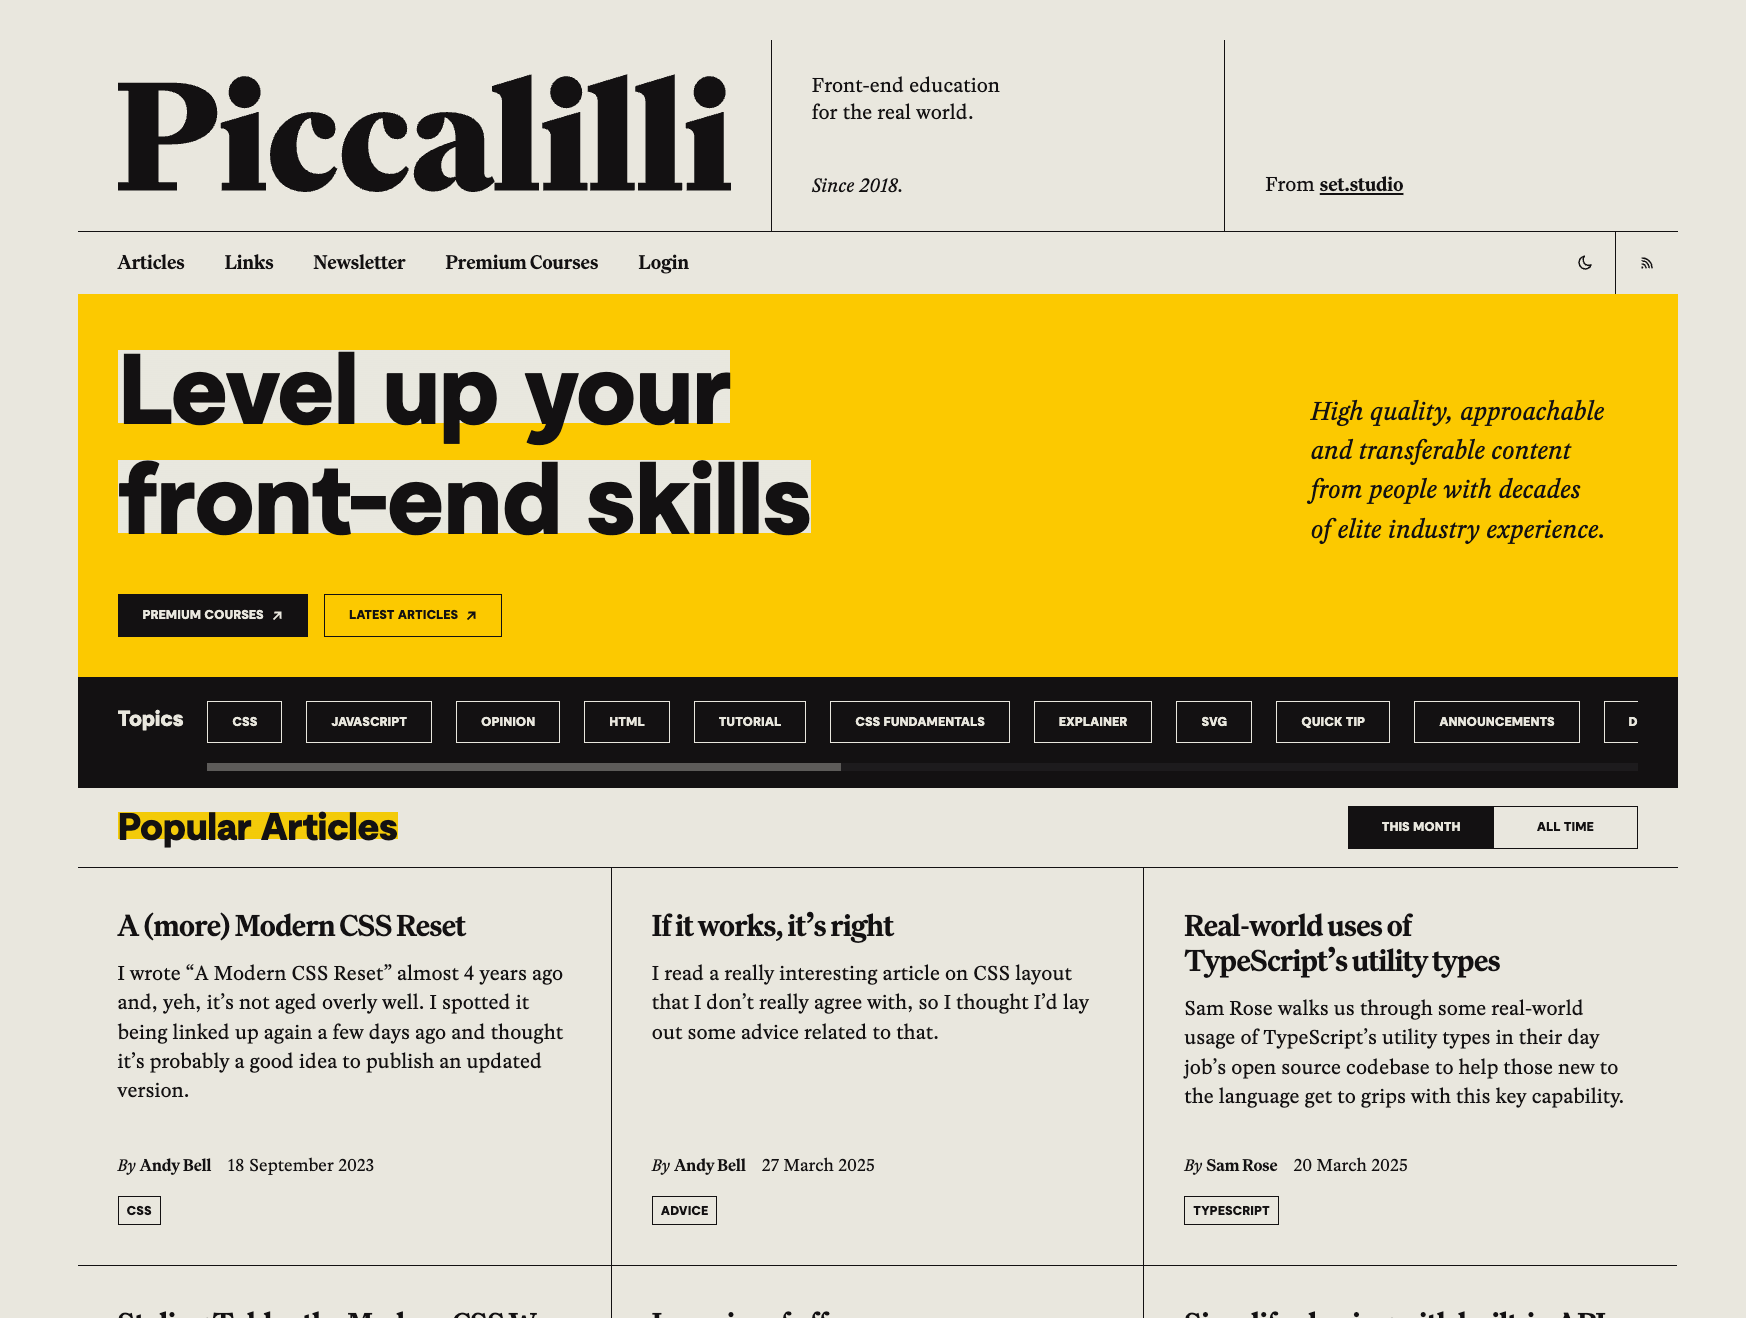 Piccalilli
Front-end education
for the real world.
Since 2018.
From set.studio
Articles
Links
Newsletter
Premium Courses
Login
Level up your
front-end skills
High quality, approachable
and transferable content
from people with decades
of elite industry experience.
PREMIUM COURSES
LATEST ARTICLES
Topics
CSS
JAVASCRIPT
OPINION
HTML
TUTORIAL
CSS FUNDAMENTALS
EXPLAINER
SVG
QUICK TIP
ANNOUNCEMENTS
Popular Articles
THIS MONTH
ALL TIME
A (more) Modern CSS Reset
I wrote “A Modern CSS Reset” almost 4 years ago
and, yeh, it’s not aged overly well. I spotted it
being linked up again a few days ago and thought
it’s probably a good idea to publish an updated
version.
By Andy Bell 18 September 2023
CSS
If it works, it’s right
I read a really interesting article on CSS layout
that I don’t really agree with, so I thought I’d lay
out some advice related to that.
By Andy Bell 27 March 2025
ADVICE
Real-world uses of
TypeScript’s utility types
Sam Rose walks us through some real-world
usage of TypeScript’s utility types in their day
job’s open source codebase to help those new to
the language get to grips with this key capability.
By Sam Rose 20 March 2025
TYPESCRIPT